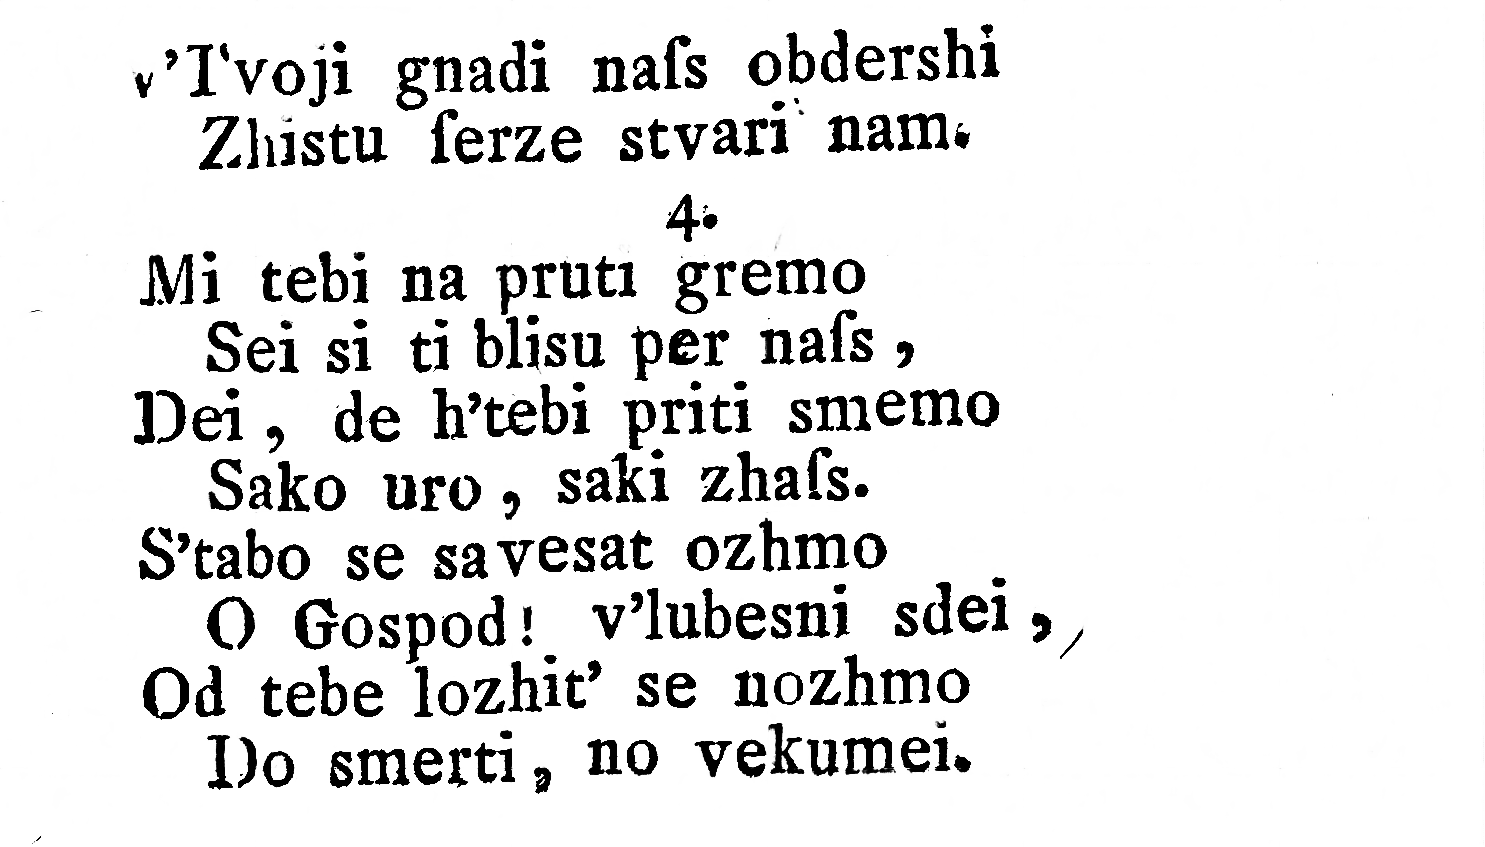 v'Tvoji gnadi naſs obdershi
Zhistu ſerze stvari nam.
4.
Mi tebi na pruti gremo
Sei si ti blisu per naſs ,
Dei , de h'tebi priti smemo
Sako uro , saki zhaſs.
S'tabo se savesat ozhmo
O Gospod! v'lubesni sdei ,
Od tebe lozhit' se nozhmo
Do smerti, no vekumei.